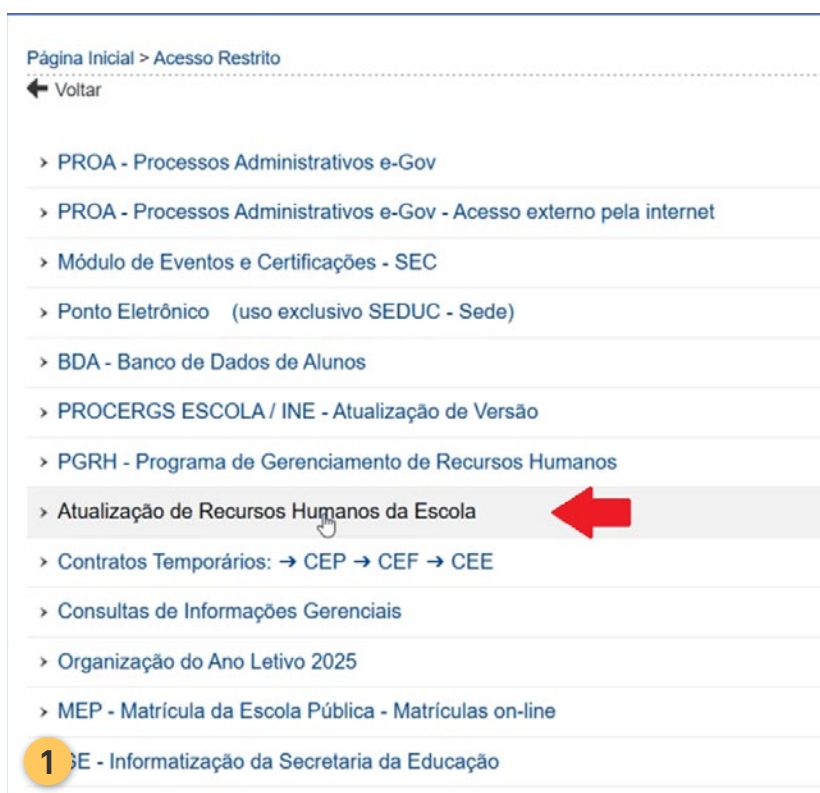 Página Inicial > Acesso Restrito
Voltar
PROA - Processos Administrativos e-Gov
PROA - Processos Administrativos e-Gov - Acesso externo pela internet
Módulo de Eventos e Certificações - SEC
Ponto Eletrônico (uso exclusivo SEDUC - Sede)
BDA - Banco de Dados de Alunos
PROCERGS ESCOLA / INE - Atualização de Versão
PGRH - Programa de Gerenciamento de Recursos Humanos
Atualização de Recursos Humanos da Escola
Contratos Temporários: → CEP → CEF → CEE
Consultas de Informações Gerenciais
Organização do Ano Letivo 2025
MEP - Matrícula da Escola Pública - Matrículas on-line
1 SE - Informatização da Secretaria da Educação